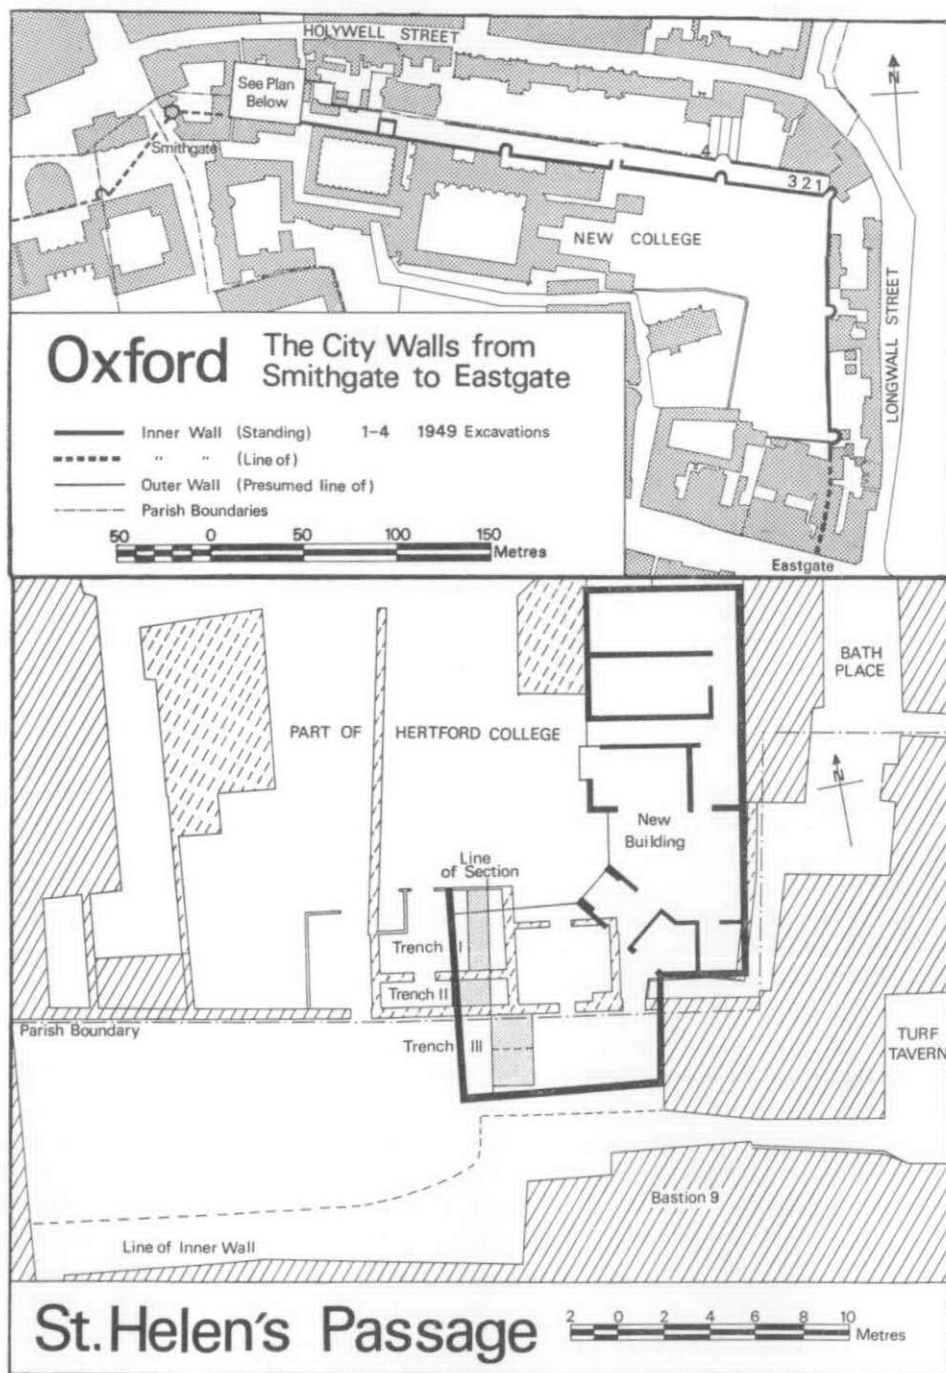 HOLYWELL STREET
N
See Plan
Below
Smithgate
4
3 2 1
NEW COLLEGE
LONGWALL STREET
Oxford
The City Walls from
Smithgate to Eastgate
Inner Wall (Standing) 1–4 1949 Excavations
" " (Line of)
Outer Wall (Presumed line of)
Parish Boundaries
50 0 50 100 150
Metres
Eastgate
BATH
PLACE
PART OF HERTFORD COLLEGE
N
New
Building
Line
of Section
Trench I
Trench II
Parish Boundary
Trench III
TURF
TAVERN
Bastion 9
Line of Inner Wall
St. Helen's Passage
2 0 2 4 6 8 10
Metres